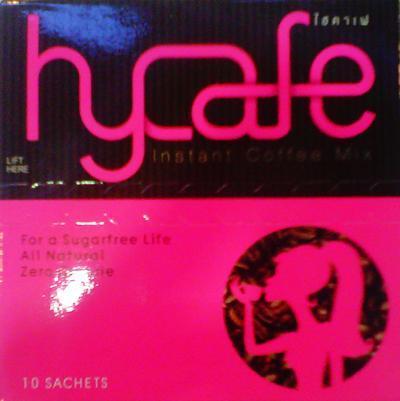 ไฮคาเฟ
hycafe
Instant Coffee Mix
LIFT
HERE
For a Sugarfree Life
All Natural
Zero
10 SACHETS